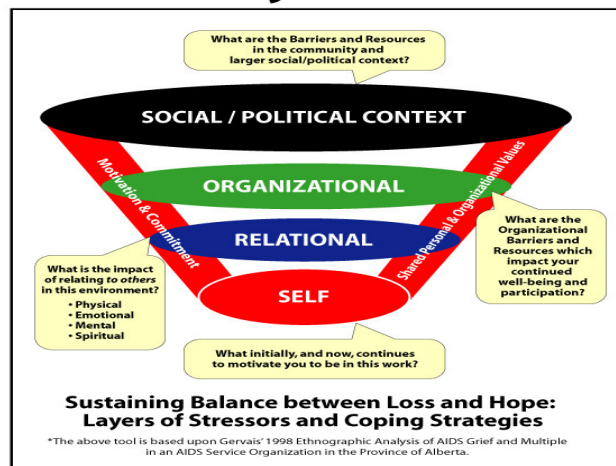 What are the Barriers and Resources
in the community and
larger social/political context?
SOCIAL / POLITICAL CONTEXT
Motivation & Commitment
Shared Personal & Organizational Values
ORGANIZATIONAL
RELATIONAL
SELF
What are the
Organizational
Barriers and
Resources which
impact your
continued
well-being and
participation?
What is the impact
of relating to others
in this environment?
• Physical
• Emotional
• Mental
• Spiritual
What initially, and now, continues
to motivate you to be in this work?
Sustaining Balance between Loss and Hope:
Layers of Stressors and Coping Strategies
*The above tool is based upon Gervais' 1998 Ethnographic Analysis of AIDS Grief and Multiple
in an AIDS Service Organization in the Province of Alberta.